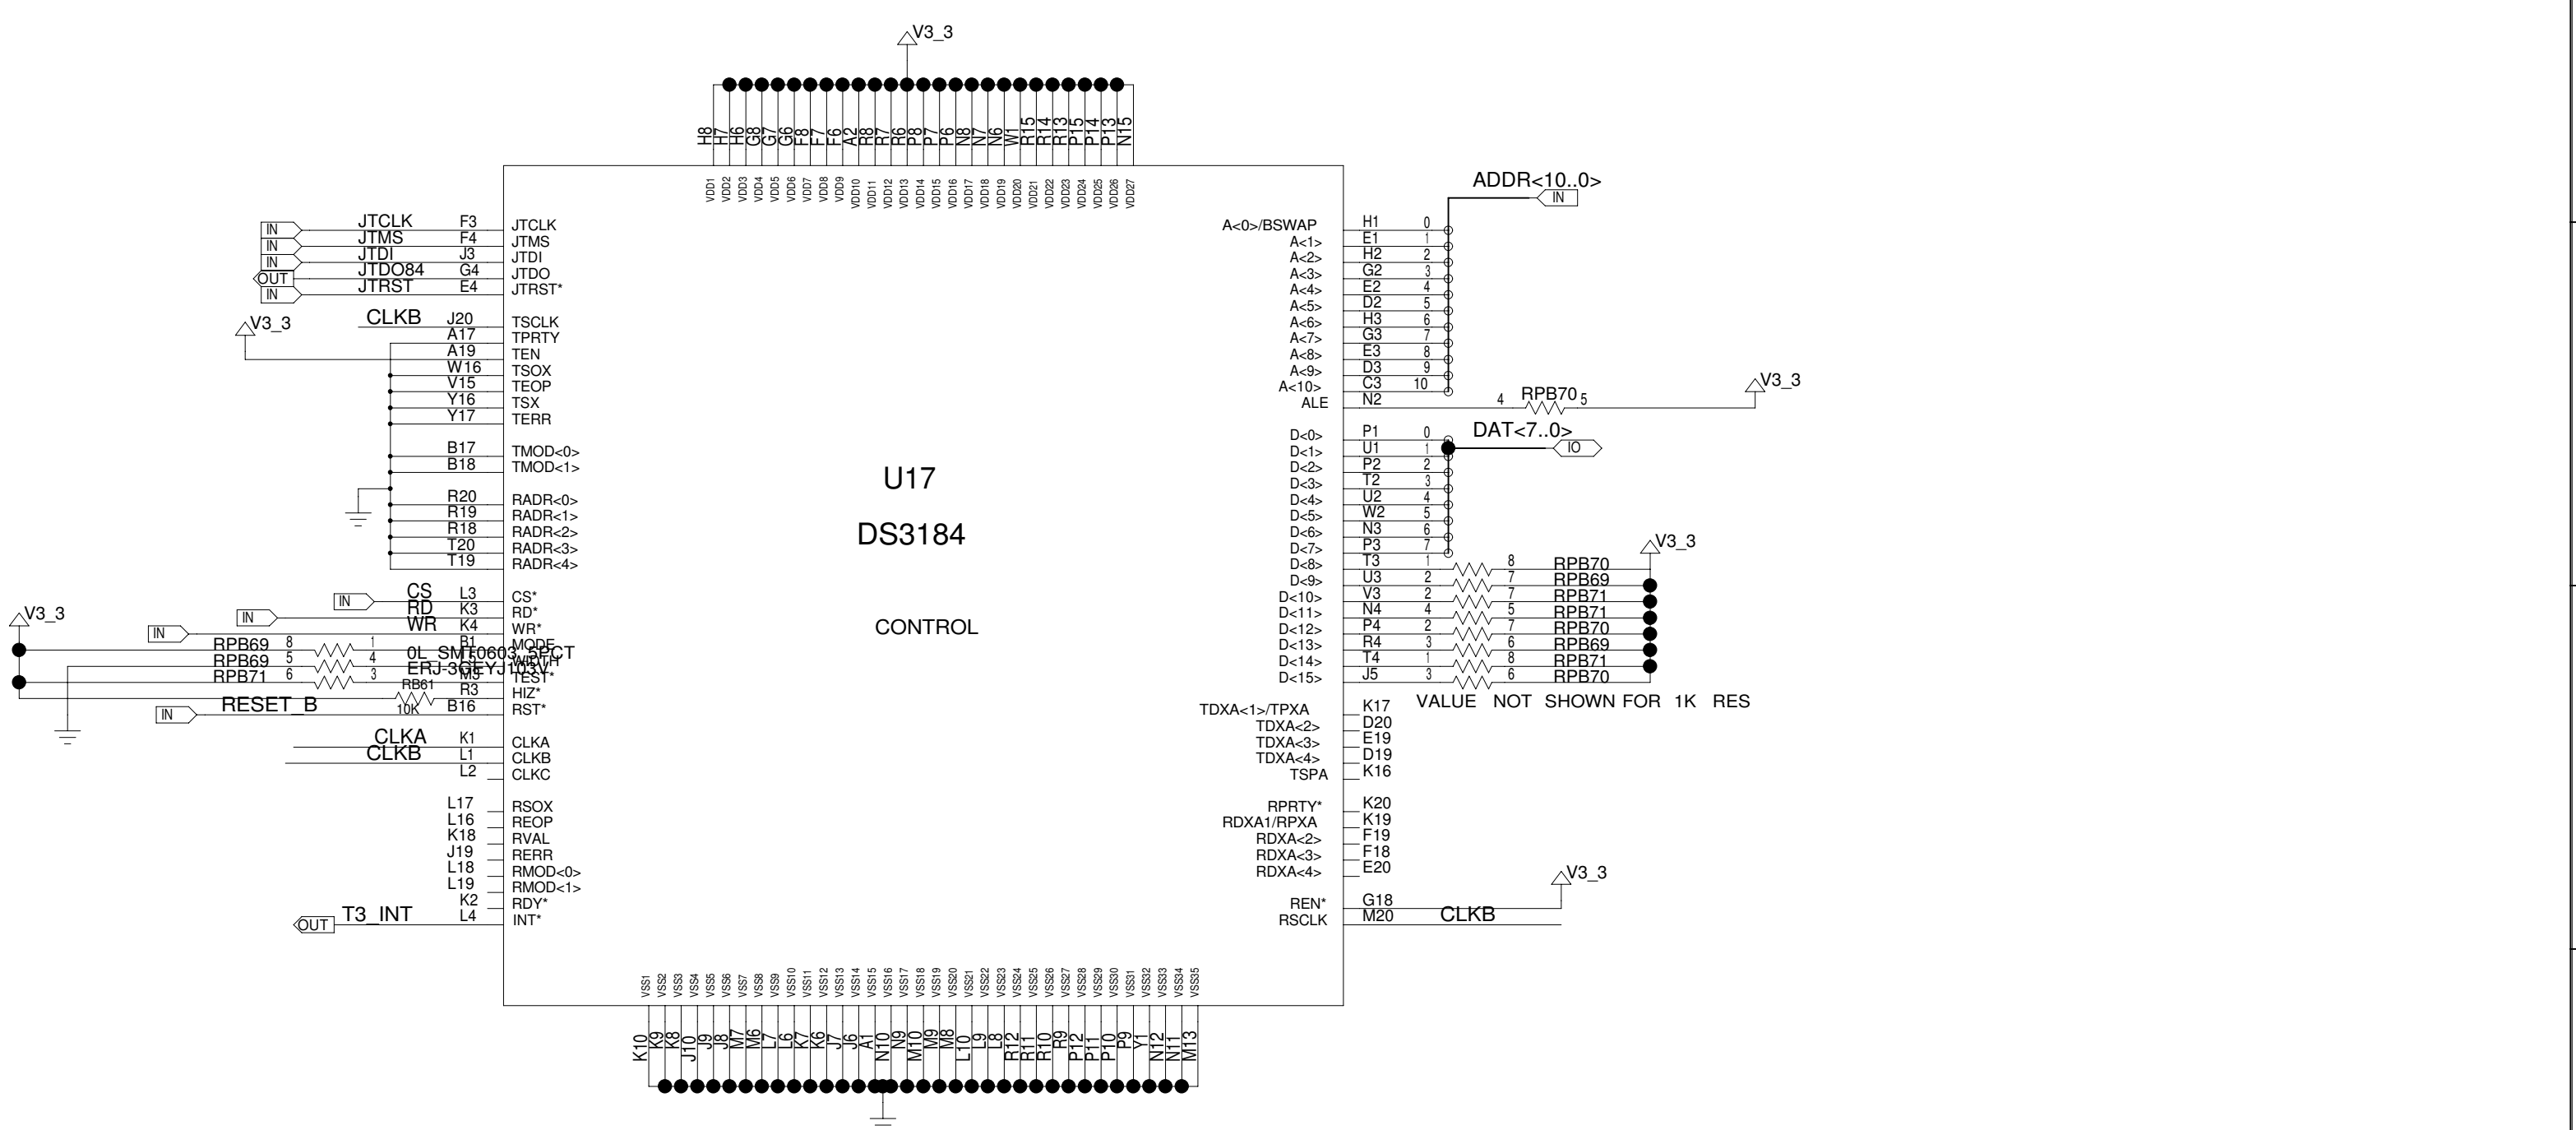 V3_3
H8 H7 H6 G8 G7 G6 F8 F7 F6 A2 R8 R7 R6 P8 P7 P6 N8 N7 N6 W1 R15 R14 R13 P15 P14 P13 N15
VDD1 VDD2 VDD3 VDD4 VDD5 VDD6 VDD7 VDD8 VDD9 VDD10 VDD11 VDD12 VDD13 VDD14 VDD15 VDD16 VDD17 VDD18 VDD19 VDD20 VDD21 VDD22 VDD23 VDD24 VDD25 VDD26 VDD27
IN JTCLK F3 JTCLK
IN JTMS F4 JTMS
IN JTDI J3 JTDI
OUT JTDO84 G4 JTDO
IN JTRST E4 JTRST*
V3_3
CLKB J20 TSCLK
A17 TPRTY
A19 TEN
W16 TSOX
V15 TEOP
Y16 TSX
Y17 TERR
B17 TMOD<0>
B18 TMOD<1>
R20 RADR<0>
R19 RADR<1>
R18 RADR<2>
T20 RADR<3>
T19 RADR<4>
IN CS L3 CS*
IN RD K3 RD*
IN WR K4 WR*
V3_3
RPB69 8 1 MODE
RPB69 5 4 WIDTH
RPB71 6 3 M3 TEST*
0L SMT0603 5PCT
ERJ-3GEYJ103V
RB61 10K R3 HIZ*
IN RESET_B B16 RST*
CLKA K1 CLKA
CLKB L1 CLKB
L2 CLKC
L17 RSOX
L16 REOP
K18 RVAL
J19 RERR
L18 RMOD<0>
L19 RMOD<1>
K2 RDY*
OUT T3_INT L4 INT*
U17
DS3184
CONTROL
ADDR<10..0>
IN
A<0>/BSWAP H1 0
A<1> E1 1
A<2> H2 2
A<3> G2 3
A<4> E2 4
A<5> D2 5
A<6> H3 6
A<7> G3 7
A<8> E3 8
A<9> D3 9
A<10> C3 10
ALE N2 4 RPB70 5 V3_3
DAT<7..0>
IO
D<0> P1 0
D<1> U1 1
D<2> P2 2
D<3> T2 3
D<4> U2 4
D<5> W2 5
D<6> N3 6
D<7> P3 7
V3_3
D<8> T3 1 8 RPB70
D<9> U3 2 7 RPB69
D<10> V3 2 7 RPB71
D<11> N4 4 5 RPB71
D<12> P4 2 7 RPB70
D<13> R4 3 6 RPB69
D<14> T4 1 8 RPB71
D<15> J5 3 6 RPB70
VALUE NOT SHOWN FOR 1K RES
TDXA<1>/TPXA K17
TDXA<2> D20
TDXA<3> E19
TDXA<4> D19
TSPA K16
RPRTY* K20
RDXA1/RPXA K19
RDXA<2> F19
RDXA<3> F18
RDXA<4> E20
V3_3
REN* G18
RSCLK M20 CLKB
VSS1 VSS2 VSS3 VSS4 VSS5 VSS6 VSS7 VSS8 VSS9 VSS10 VSS11 VSS12 VSS13 VSS14 VSS15 VSS16 VSS17 VSS18 VSS19 VSS20 VSS21 VSS22 VSS23 VSS24 VSS25 VSS26 VSS27 VSS28 VSS29 VSS30 VSS31 VSS32 VSS33 VSS34 VSS35
K10 K9 K8 J10 J9 J8 M7 M6 L7 L6 K7 K6 J7 J6 A1 N10 N9 M10 M9 M8 L10 L9 L8 R12 R11 R10 R9 P12 P11 P10 P9 Y1 N12 N11 M13